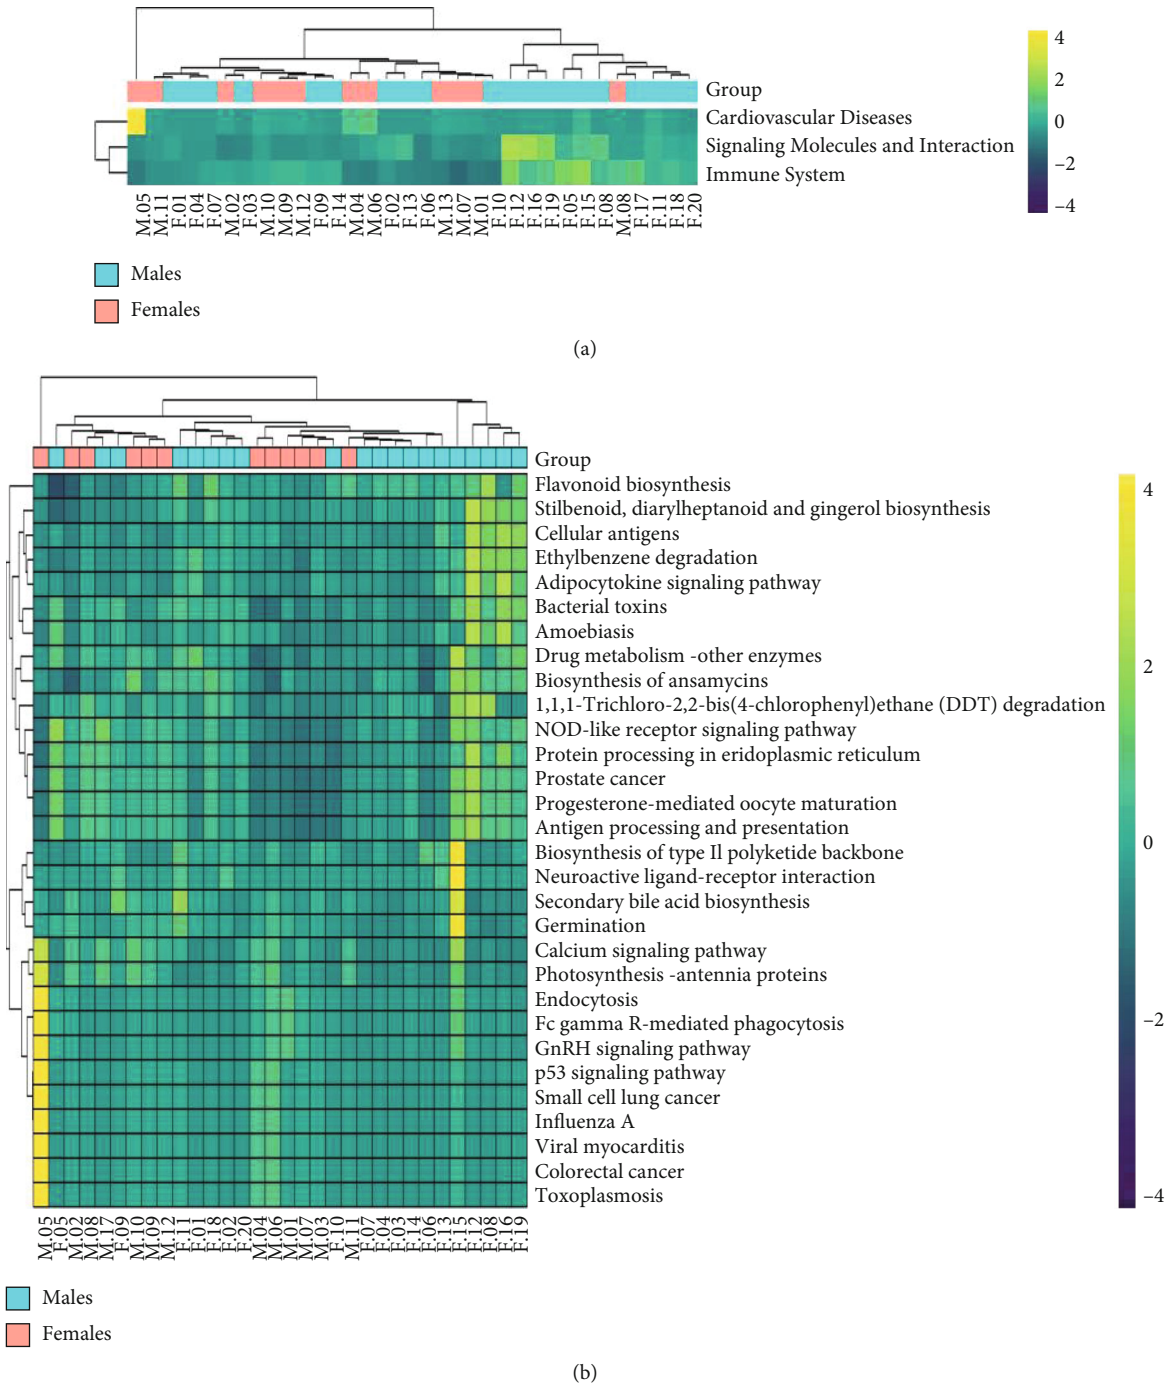 Group
Cardiovascular Diseases
Signaling Molecules and Interaction
Immune System
4
2
0
−2
−4
M.05
M.11
F.01
F.04
F.07
M.02
F.03
M.10
M.09
M.12
F.09
F.14
M.04
M.06
F.02
F.13
F.06
M.13
M.07
M.01
F.10
F.12
F.16
F.19
F.05
F.15
F.08
M.08
F.17
F.11
F.18
F.20
Males
Females
(a)
Group
Flavonoid biosynthesis
Stilbenoid, diarylheptanoid and gingerol biosynthesis
Cellular antigens
Ethylbenzene degradation
Adipocytokine signaling pathway
Bacterial toxins
Amoebiasis
Drug metabolism -other enzymes
Biosynthesis of ansamycins
1,1,1-Trichloro-2,2-bis(4-chlorophenyl)ethane (DDT) degradation
NOD-like receptor signaling pathway
Protein processing in eridoplasmic reticulum
Prostate cancer
Progesterone-mediated oocyte maturation
Antigen processing and presentation
Biosynthesis of type Il polyketide backbone
Neuroactive ligand-receptor interaction
Secondary bile acid biosynthesis
Germination
Calcium signaling pathway
Photosynthesis -antennia proteins
Endocytosis
Fc gamma R-mediated phagocytosis
GnRH signaling pathway
p53 signaling pathway
Small cell lung cancer
Influenza A
Viral myocarditis
Colorectal cancer
Toxoplasmosis
4
2
0
−2
−4
M.05
F.05
M.02
M.08
M.17
F.09
M.10
M.09
M.12
F.11
F.01
F.18
F.02
F.20
M.04
M.06
M.01
M.07
M.03
F.10
M.11
F.07
F.04
F.03
F.14
F.06
F.13
F.15
F.12
F.08
F.16
F.19
Males
Females
(b)